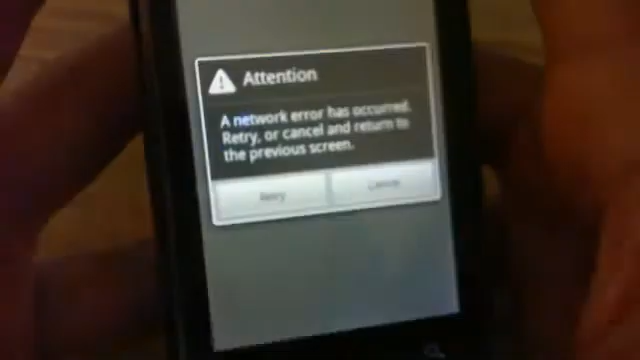 Attention
A network error has occurred.
Retry, or cancel and return to
the previous screen.
Retry
Cancel